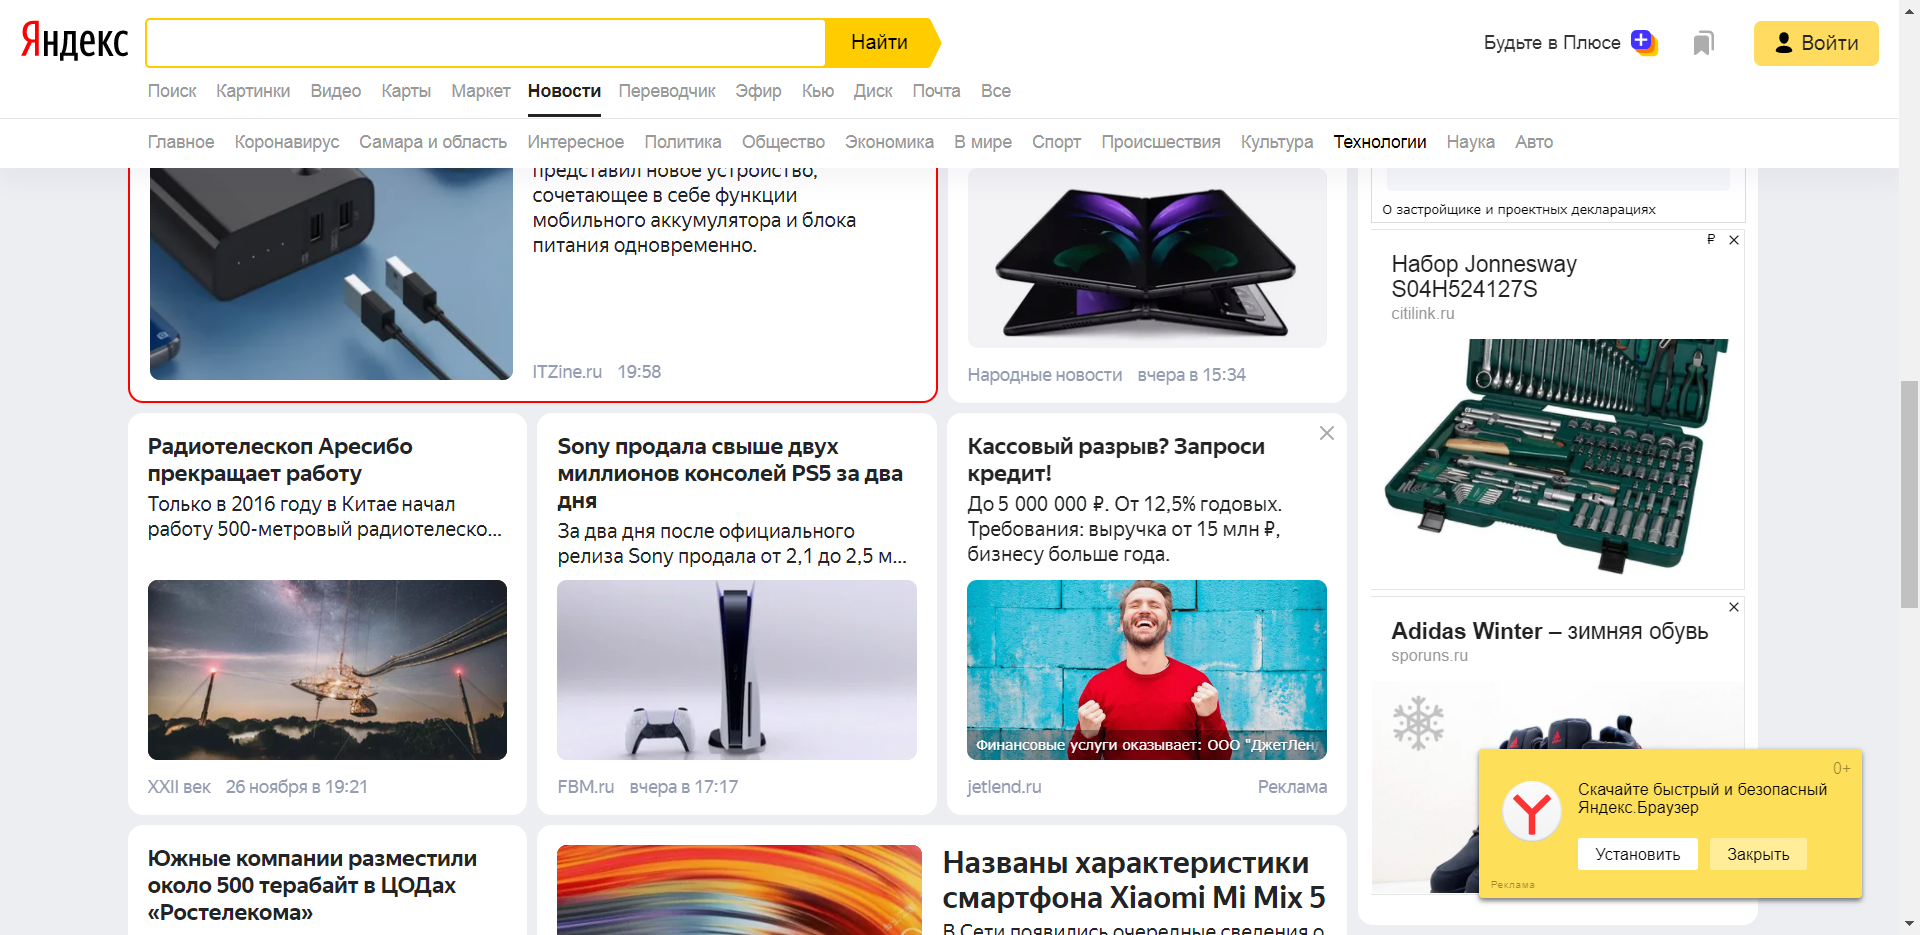 Яндекс
Найти
Будьте в Плюсе
Войти
Поиск Картинки Видео Карты Маркет Новости Переводчик Эфир Кью Диск Почта Все
Главное Коронавирус Самара и область Интересное Политика Общество Экономика В мире Спорт Происшествия Культура Технологии Наука Авто
представил новое устройство,
сочетающее в себе функции
мобильного аккумулятора и блока
питания одновременно.
ITZine.ru 19:58
Народные новости вчера в 15:34
О застройщике и проектных декларациях
₽
Набор Jonnesway
S04H524127S
citilink.ru
Радиотелескоп Аресибо
прекращает работу
Только в 2016 году в Китае начал
работу 500-метровый радиотелеско...
XXII век 26 ноября в 19:21
Sony продала свыше двух
миллионов консолей PS5 за два
дня
За два дня после официального
релиза Sony продала от 2,1 до 2,5 м...
FBM.ru вчера в 17:17
Кассовый разрыв? Запроси
кредит!
До 5 000 000 ₽. От 12,5% годовых.
Требования: выручка от 15 млн ₽,
бизнесу больше года.
Финансовые услуги оказывает: ООО "ДжетЛен
jetlend.ru Реклама
Adidas Winter – зимняя обувь
sporuns.ru
0+
Скачайте быстрый и безопасный
Яндекс.Браузер
Установить Закрыть
Реклама
Южные компании разместили
около 500 терабайт в ЦОДах
«Ростелекома»
Названы характеристики
смартфона Xiaomi Mi Mix 5
В Сети появились очередные сведения о